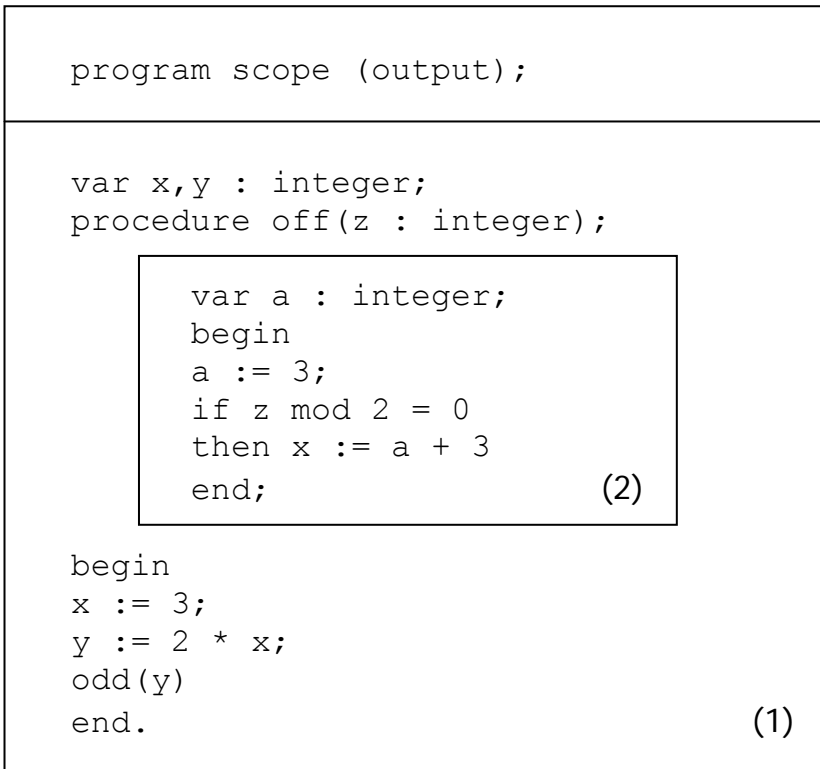 program scope (output);
var x,y : integer;
procedure off(z : integer);
var a : integer;
begin
a := 3;
if z mod 2 = 0
then x := a + 3
end; (2)
begin
x := 3;
y := 2 * x;
odd(y)
end. (1)